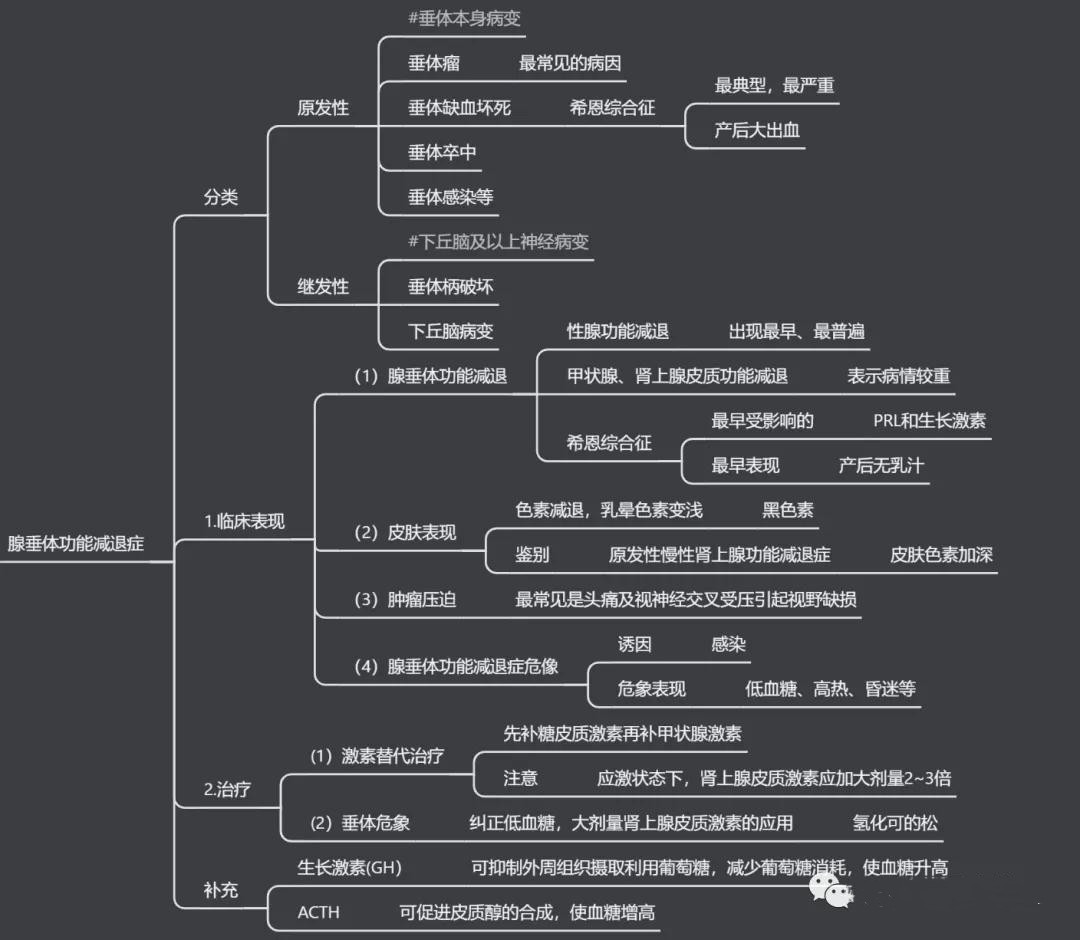 腺垂体功能减退症
分类
原发性
#垂体本身病变
垂体瘤 最常见的病因
垂体缺血坏死 希恩综合征
最典型，最严重
产后大出血
垂体卒中
垂体感染等
继发性
#下丘脑及以上神经病变
垂体柄破坏
下丘脑病变
1.临床表现
（1）腺垂体功能减退
性腺功能减退 出现最早、最普遍
甲状腺、肾上腺皮质功能减退 表示病情较重
希恩综合征
最早受影响的 PRL和生长激素
最早表现 产后无乳汁
（2）皮肤表现
色素减退，乳晕色素变浅 黑色素
鉴别 原发性慢性肾上腺功能减退症 皮肤色素加深
（3）肿瘤压迫 最常见是头痛及视神经交叉受压引起视野缺损
（4）腺垂体功能减退症危像
诱因 感染
危象表现 低血糖、高热、昏迷等
2.治疗
（1）激素替代治疗
先补糖皮质激素再补甲状腺激素
注意 应激状态下，肾上腺皮质激素应加大剂量2~3倍
（2）垂体危象 纠正低血糖，大剂量肾上腺皮质激素的应用 氢化可的松
补充
生长激素(GH) 可抑制外周组织摄取利用葡萄糖，减少葡萄糖消耗，使血糖升高
ACTH 可促进皮质醇的合成，使血糖增高